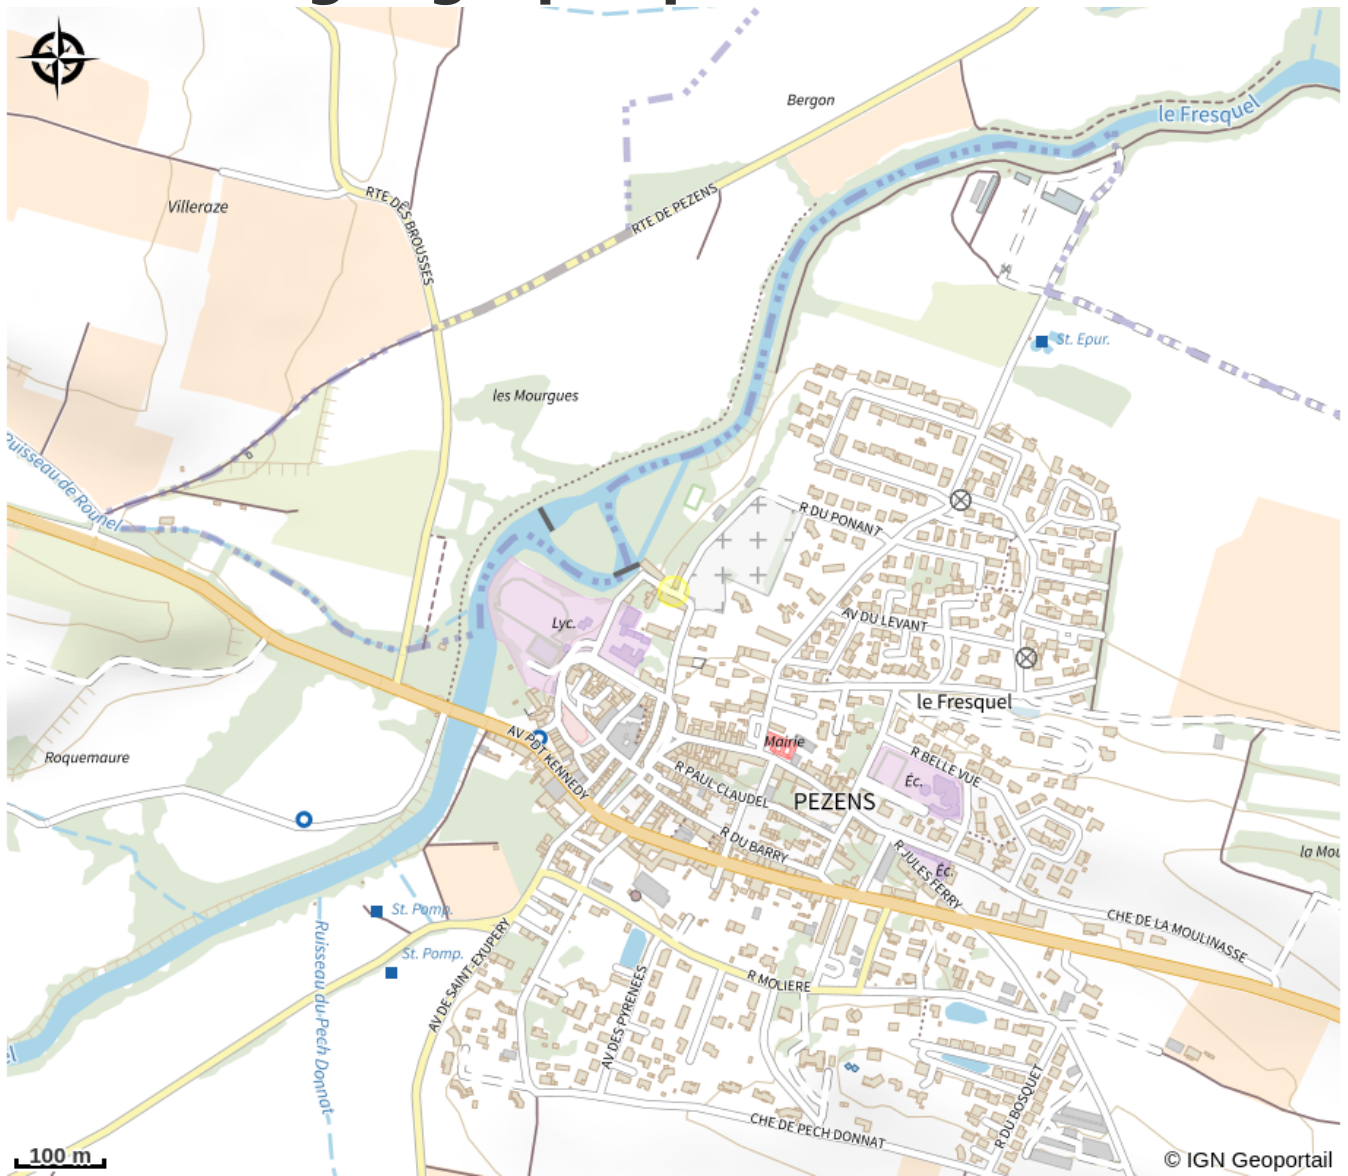 Bergon
le Fresquel
Villeraze
RTE DES BROUSSES
RTE DE PEZENS
St. Epur.
les Mourgues
Ruisseau de Rounel
R DU PONANT
Lyc.
AV DU LEVANT
le Fresquel
AV PDT KENNEDY
Mairie
Roquemaure
R BELLE VUE
R PAUL CLAUDEL
Éc.
PEZENS
R DU BARRY
R JULES FERRY
Éc.
St. Pomp.
CHE DE LA MOULINASSE
St. Pomp.
Ruisseau du Pech Donnat
AV DE SAINT-EXUPERY
AV DES PYRENEES
R MOLIERE
R DU BOSQUET
CHE DE PECH DONNAT
100 m
© IGN Geoportail